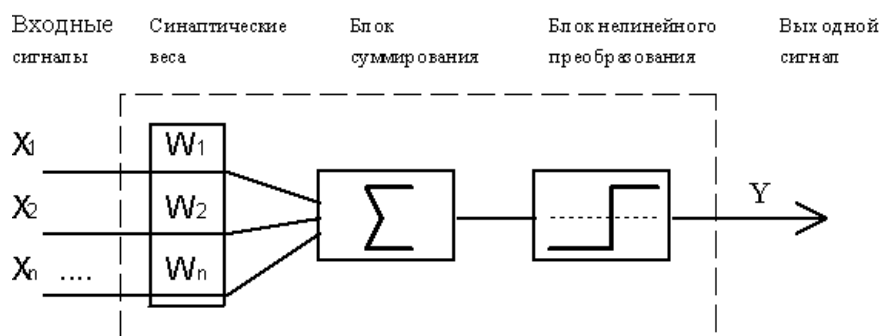 Входные сигналы
Синаптические веса
Блок суммирования
Блок нелинейного преобразования
Выходной сигнал
X1
W1
X2
W2
Xn ....
Wn
Σ
Y